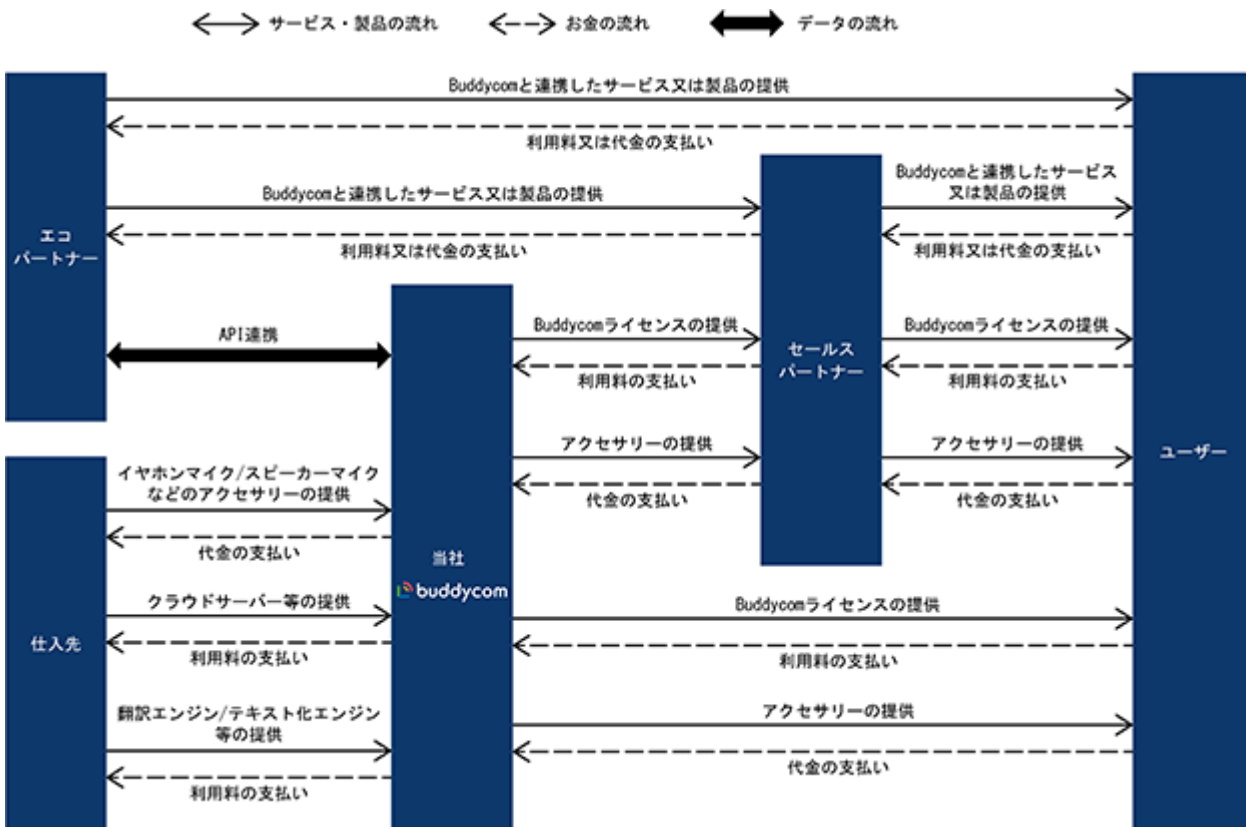 サービス・製品の流れ
お金の流れ
データの流れ
Buddycomと連携したサービス又は製品の提供
利用料又は代金の支払い
Buddycomと連携したサービス又は製品の提供
利用料又は代金の支払い
Buddycomと連携したサービス
又は製品の提供
利用料又は代金の支払い
エコ
パートナー
API連携
Buddycomライセンスの提供
利用料の支払い
セールス
パートナー
Buddycomライセンスの提供
利用料の支払い
アクセサリーの提供
代金の支払い
アクセサリーの提供
代金の支払い
ユーザー
イヤホンマイク/スピーカーマイク
などのアクセサリーの提供
代金の支払い
当社
buddycom
クラウドサーバー等の提供
利用料の支払い
仕入先
Buddycomライセンスの提供
利用料の支払い
翻訳エンジン/テキスト化エンジン
等の提供
利用料の支払い
アクセサリーの提供
代金の支払い